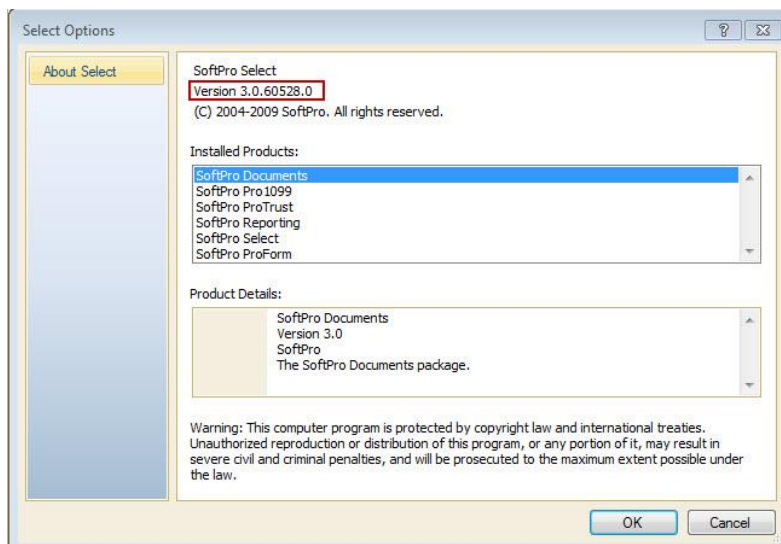 Select Options
About Select
SoftPro Select
Version 3.0.60528.0
(C) 2004-2009 SoftPro. All rights reserved.
Installed Products:
SoftPro Documents
SoftPro Pro1099
SoftPro ProTrust
SoftPro Reporting
SoftPro Select
SoftPro ProForm
Product Details:
SoftPro Documents
Version 3.0
SoftPro
The SoftPro Documents package.
Warning: This computer program is protected by copyright law and international treaties.
Unauthorized reproduction or distribution of this program, or any portion of it, may result in
severe civil and criminal penalties, and will be prosecuted to the maximum extent possible under
the law.
OK
Cancel